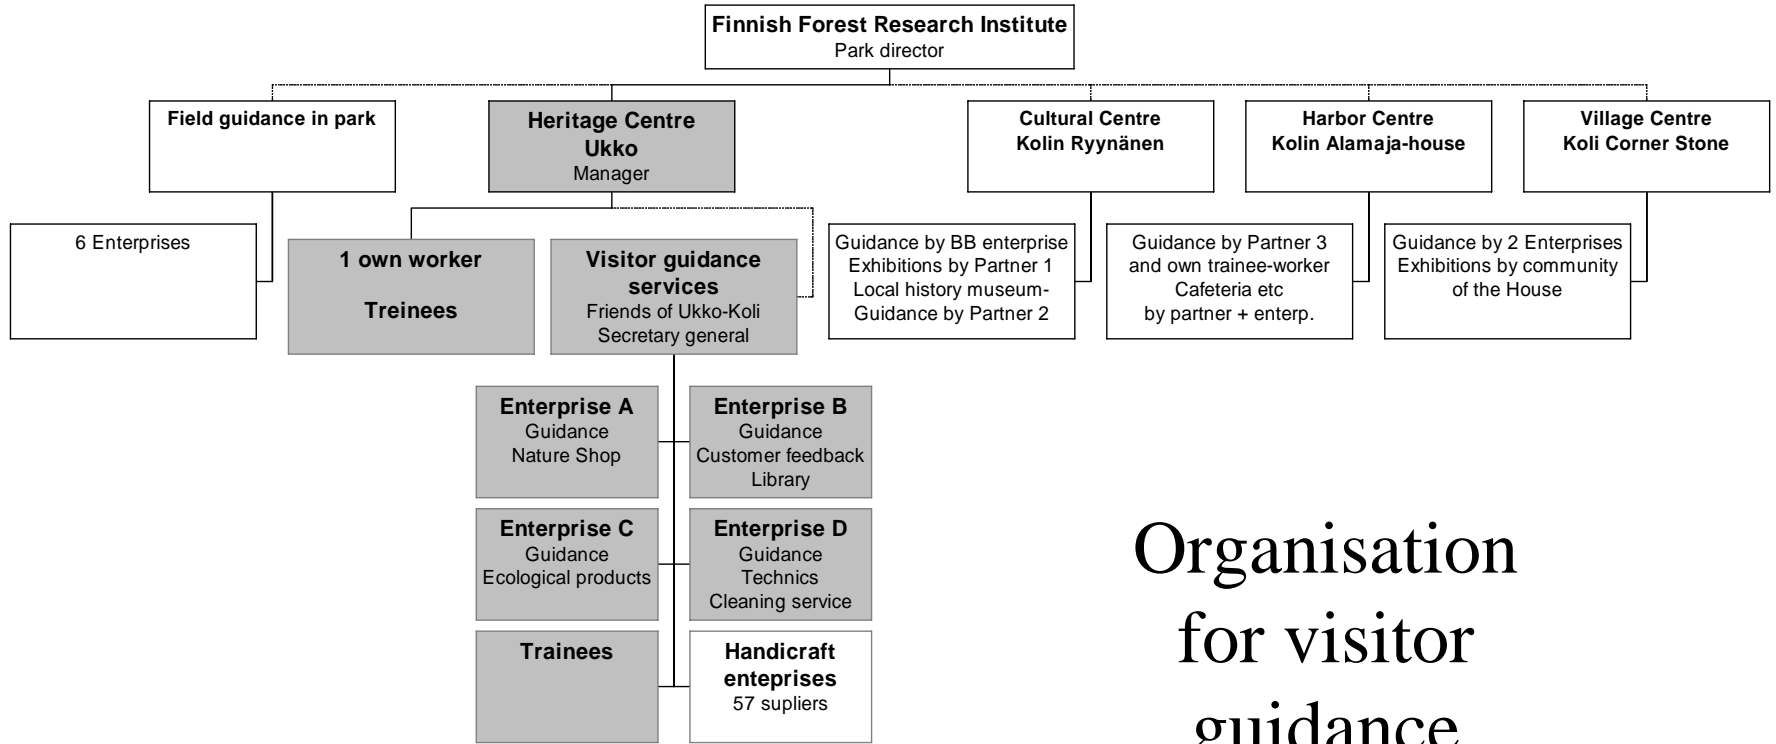 Finnish Forest Research Institute
Park director
Field guidance in park
Heritage Centre
Ukko
Manager
Cultural Centre
Kolin Ryynänen
Harbor Centre
Kolin Alamaja-house
Village Centre
Koli Corner Stone
6 Enterprises
1 own worker
Treinees
Visitor guidance
services
Friends of Ukko-Koli
Secretary general
Guidance by BB enterprise
Exhibitions by Partner 1
Local history museum-
Guidance by Partner 2
Guidance by Partner 3
and own trainee-worker
Cafeteria etc
by partner + enterp.
Guidance by 2 Enterprises
Exhibitions by community
of the House
Enterprise A
Guidance
Nature Shop
Enterprise B
Guidance
Customer feedback
Library
Enterprise C
Guidance
Ecological products
Enterprise D
Guidance
Technics
Cleaning service
Trainees
Handicraft
enteprises
57 supliers
Organisation
for visitor
guidance